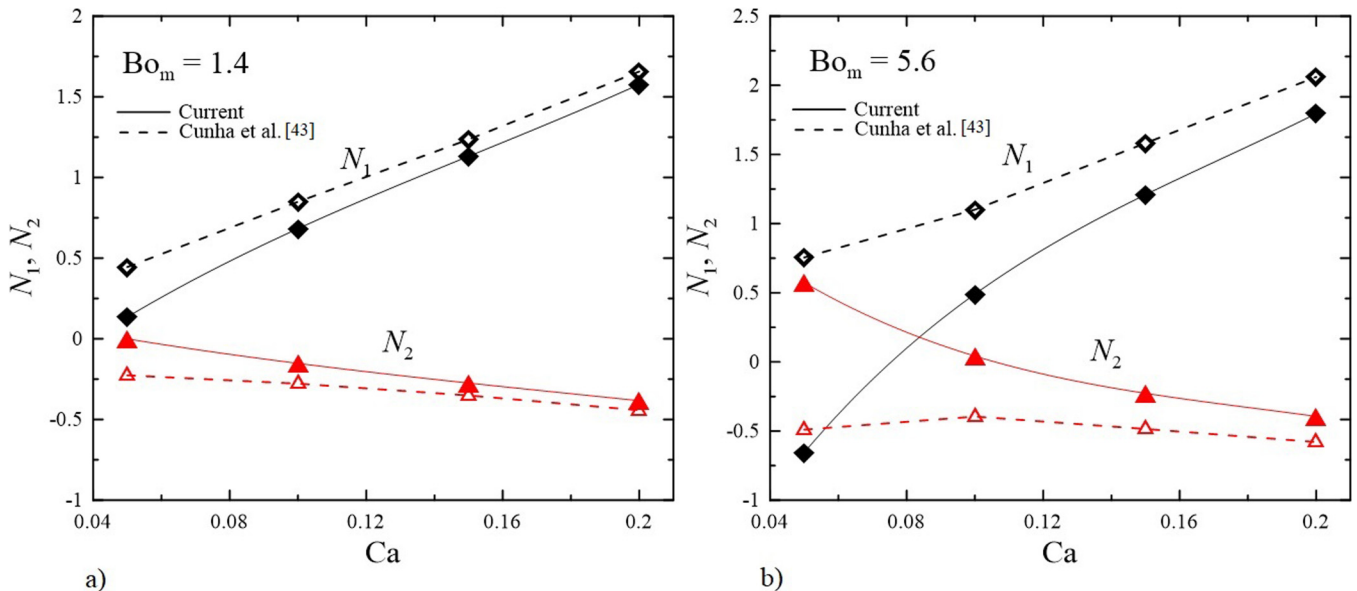 2
1.5
1
0.5
0
-0.5
-1
N1, N2
Bom = 1.4
Current
Cunha et al. [43]
N1
N2
0.04
0.08
0.12
0.16
0.2
Ca
a)
2.5
2
1.5
1
0.5
0
-0.5
-1
N1, N2
Bom = 5.6
Current
Cunha et al. [43]
N1
N2
0.04
0.08
0.12
0.16
0.2
Ca
b)